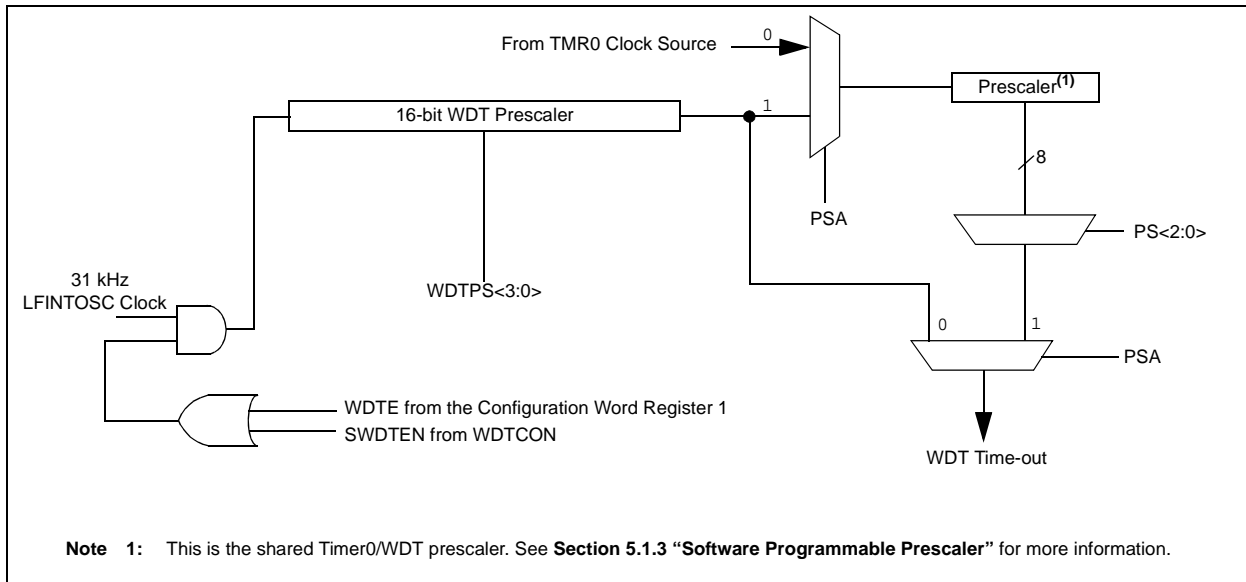 From TMR0 Clock Source
0
Prescaler(1)
16-bit WDT Prescaler
1
8
PSA
PS<2:0>
31 kHz
LFINTOSC Clock
WDTPS<3:0>
0
1
PSA
WDTE from the Configuration Word Register 1
SWDTEN from WDTCON
WDT Time-out
Note 1: This is the shared Timer0/WDT prescaler. See Section 5.1.3 “Software Programmable Prescaler” for more information.